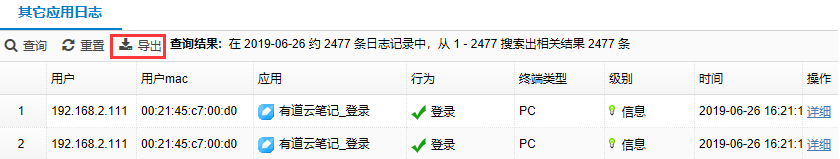 其它应用日志
查询 重置 导出 查询结果: 在 2019-06-26 约 2477 条日志记录中，从 1 - 2477 搜索出相关结果 2477 条
用户 用户mac 应用 行为 终端类型 级别 时间 操作
1 192.168.2.111 00:21:45:c7:00:d0 有道云笔记_登录 登录 PC 信息 2019-06-26 16:21:1 详细
2 192.168.2.111 00:21:45:c7:00:d0 有道云笔记_登录 登录 PC 信息 2019-06-26 16:21:1 详细